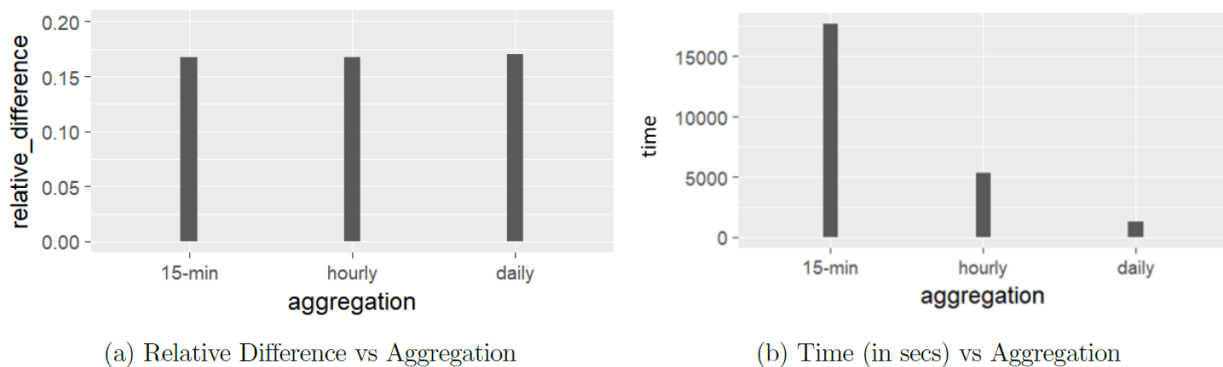 relative_difference
0.20
0.15
0.10
0.05
0.00
15-min hourly daily
aggregation
(a) Relative Difference vs Aggregation
time
15000
10000
5000
0
15-min hourly daily
aggregation
(b) Time (in secs) vs Aggregation